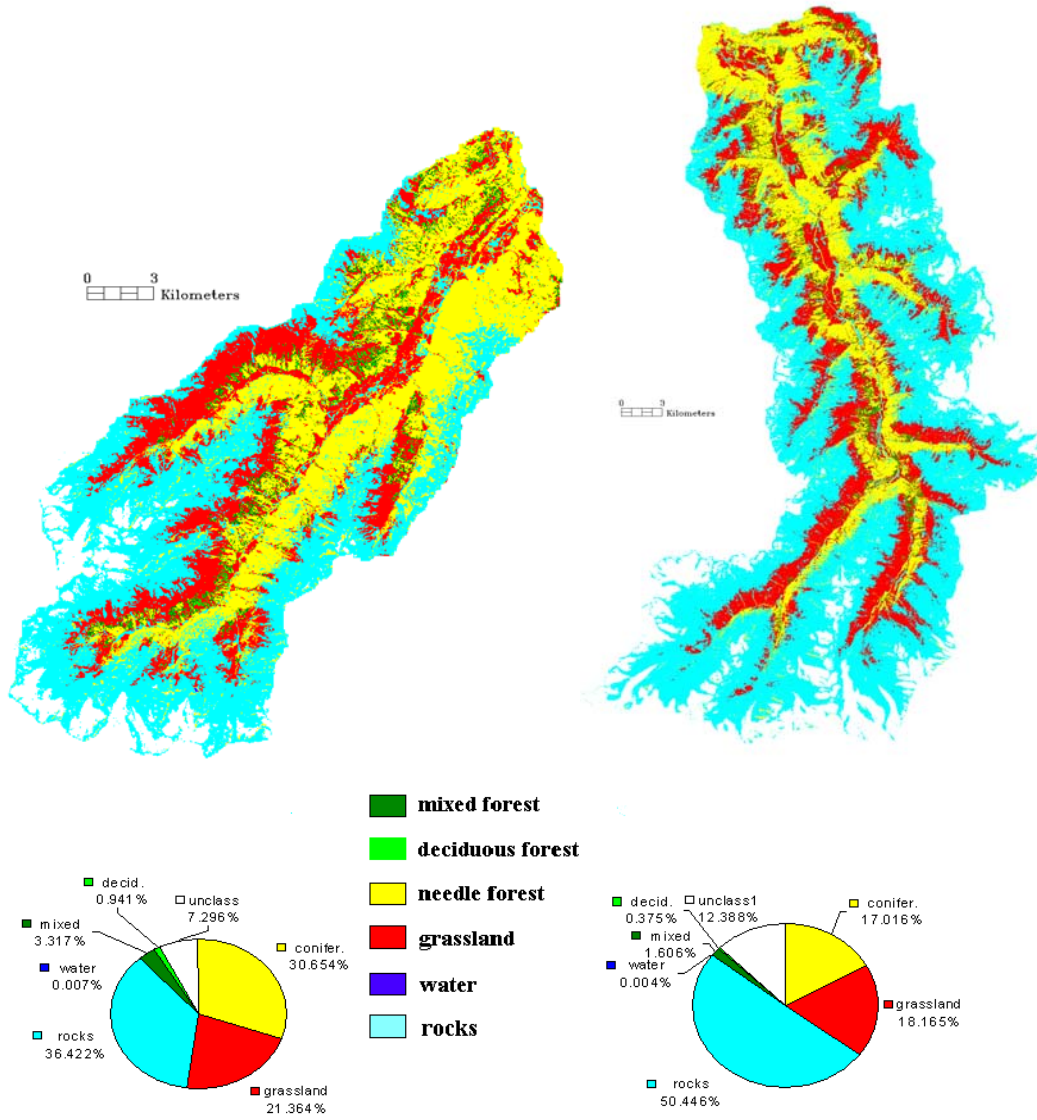 0 3
Kilometers
0 3
Kilometers
mixed forest
deciduous forest
needle forest
grassland
water
rocks
decid.
0.941%
unclass
7.296%
mixed
3.317%
conifer.
30.654%
water
0.007%
rocks
36.422%
grassland
21.364%
decid.
0.375%
unclass1
12.388%
conifer.
17.016%
mixed
1.606%
water
0.004%
grassland
18.165%
rocks
50.446%